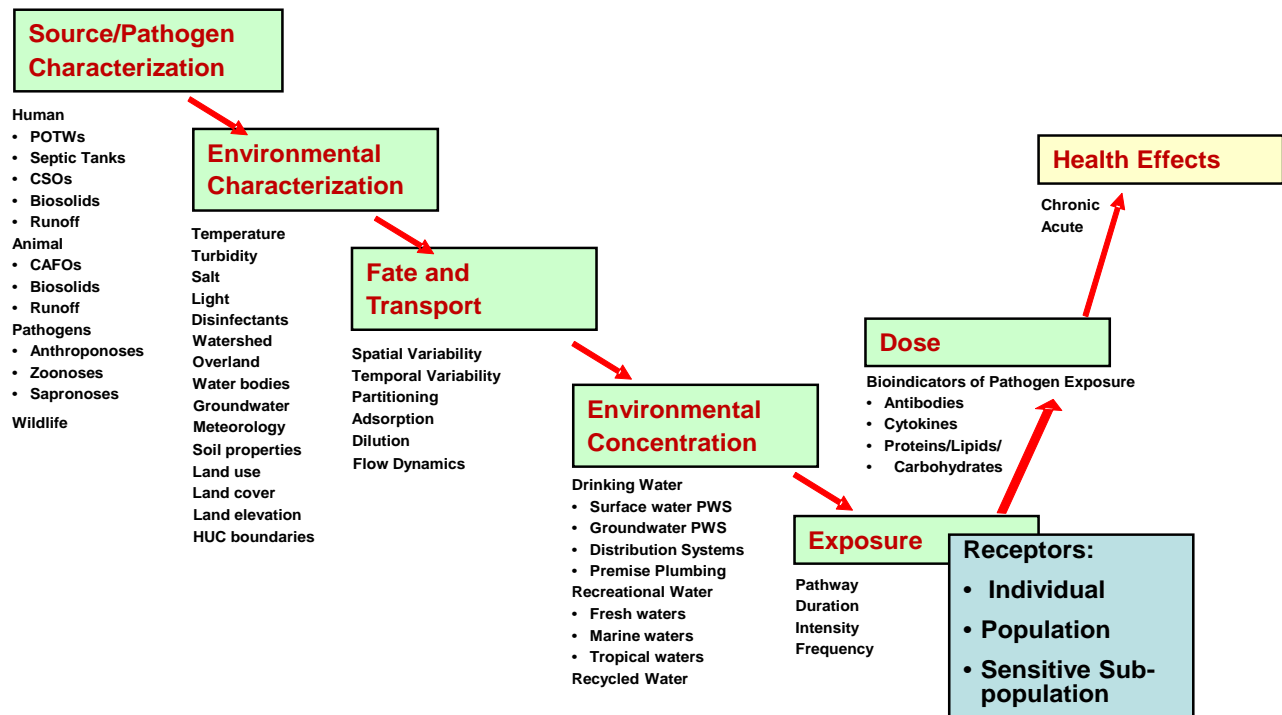 Source/Pathogen
Characterization
Human
• POTWs
• Septic Tanks
• CSOs
• Biosolids
• Runoff
Animal
• CAFOs
• Biosolids
• Runoff
Pathogens
• Anthroponoses
• Zoonoses
• Sapronoses
Wildlife
Environmental
Characterization
Temperature
Turbidity
Salt
Light
Disinfectants
Watershed
Overland
Water bodies
Groundwater
Meteorology
Soil properties
Land use
Land cover
Land elevation
HUC boundaries
Fate and
Transport
Spatial Variability
Temporal Variability
Partitioning
Adsorption
Dilution
Flow Dynamics
Environmental
Concentration
Drinking Water
• Surface water PWS
• Groundwater PWS
• Distribution Systems
• Premise Plumbing
Recreational Water
• Fresh waters
• Marine waters
• Tropical waters
Recycled Water
Exposure
Pathway
Duration
Intensity
Frequency
Receptors:
• Individual
• Population
• Sensitive Sub-
population
Dose
Bioindicators of Pathogen Exposure
• Antibodies
• Cytokines
• Proteins/Lipids/
• Carbohydrates
Health Effects
Chronic
Acute